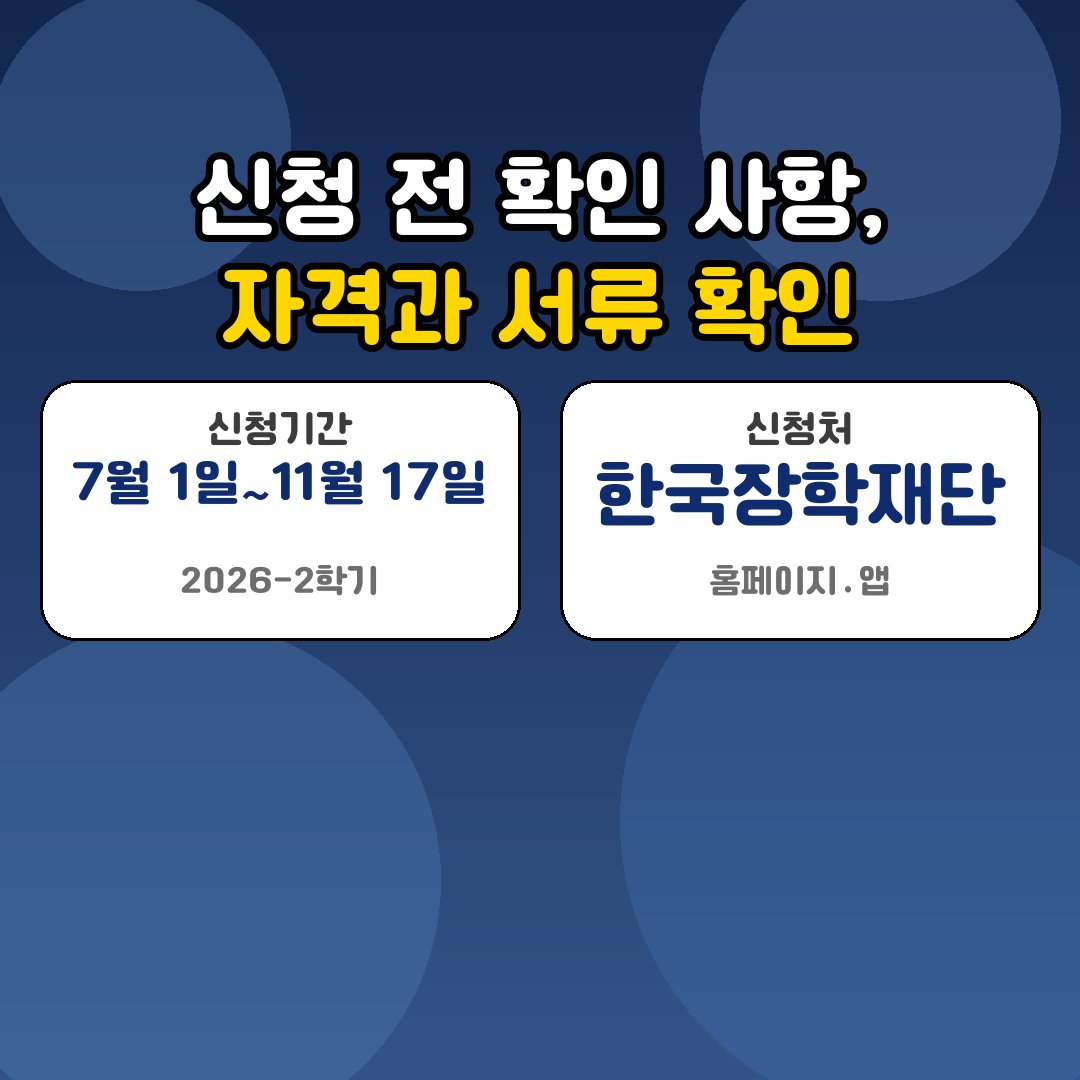 신청 전 확인 사항,
자격과 서류 확인
신청기간
7월 1일~11월 17일
2026-2학기
신청처
한국장학재단
홈페이지.앱